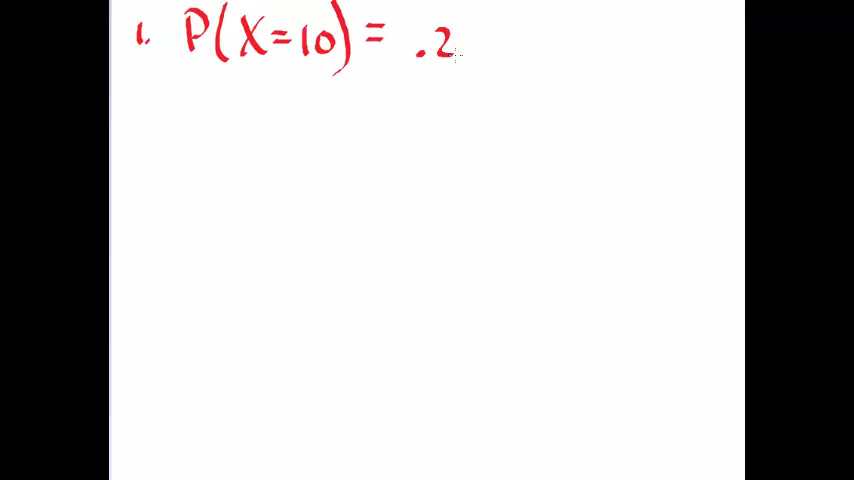 1. P(X=10) = .2